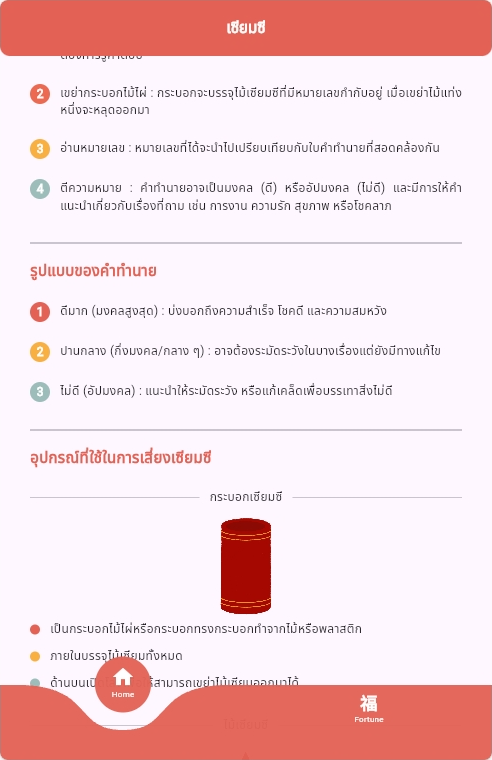 เซียมซี
2 เขย่ากระบอกไม้ไผ่ : กระบอกจะบรรจุไม้เซียมซีที่มีหมายเลขกำกับอยู่ เมื่อเขย่าไม้แท่ง
หนึ่งจะหลุดออกมา
3 อ่านหมายเลข : หมายเลขที่ได้จะนำไปเปรียบเทียบกับใบคำทำนายที่สอดคล้องกัน
4 ตีความหมาย : คำทำนายอาจเป็นมงคล (ดี) หรืออัปมงคล (ไม่ดี) และมีการให้คำ
แนะนำเกี่ยวกับเรื่องที่ถาม เช่น การงาน ความรัก สุขภาพ หรือโชคลาภ
รูปแบบของคำทำนาย
1 ดีมาก (มงคลสูงสุด) : บ่งบอกถึงความสำเร็จ โชคดี และความสมหวัง
2 ปานกลาง (กึ่งมงคล/กลาง ๆ) : อาจต้องระมัดระวังในบางเรื่องแต่ยังมีทางแก้ไข
3 ไม่ดี (อัปมงคล) : แนะนำให้ระมัดระวัง หรือแก้เคล็ดเพื่อบรรเทาสิ่งไม่ดี
อุปกรณ์ที่ใช้ในการเสี่ยงเซียมซี
กระบอกเซียมซี
เป็นกระบอกไม้ไผ่หรือกระบอกทรงกระบอกทำจากไม้หรือพลาสติก
ภายในบรรจุไม้เซียมทั้งหมด
ด้านบน สามารถเขย่าไม้เซียมออกมาได้
Home
福
Fortune